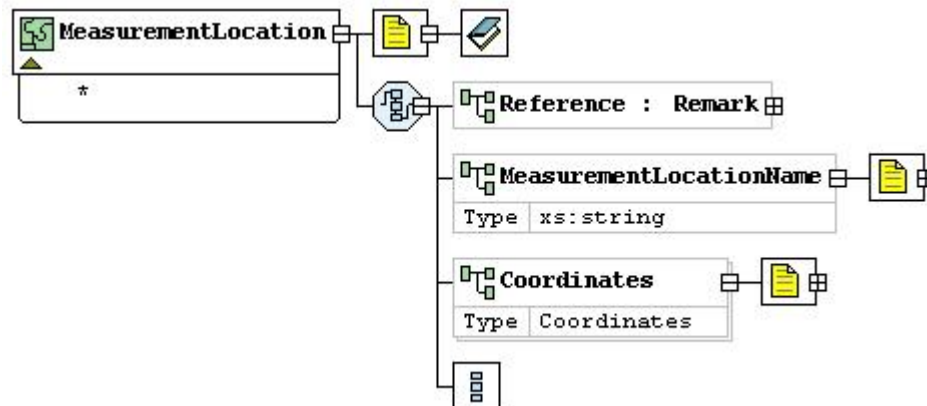 MeasurementLocation
*
Reference : Remark
MeasurementLocationName
Type xs:string
Coordinates
Type Coordinates